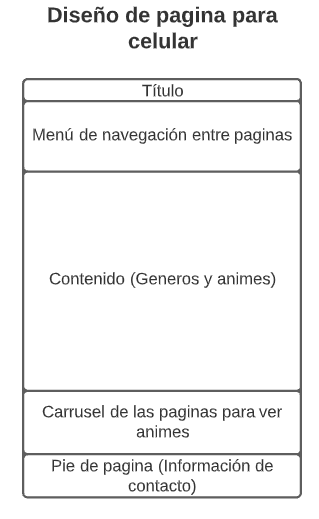 Diseño de pagina para
celular
Título
Menú de navegación entre paginas
Contenido (Generos y animes)
Carrusel de las paginas para ver
animes
Pie de pagina (Información de
contacto)